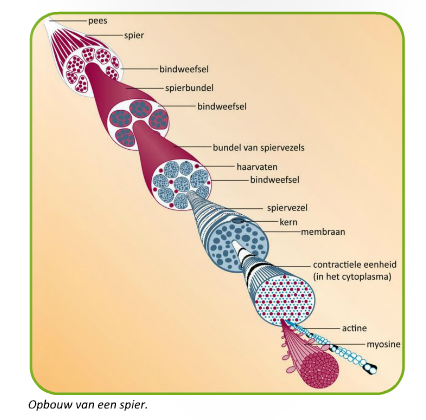 pees
spier
bindweefsel
spierbundel
bindweefsel
bundel van spiervezels
haarvaten
bindweefsel
spiervezel
kern
membraan
contractiele eenheid
(in het cytoplasma)
actine
myosine
Opbouw van een spier.